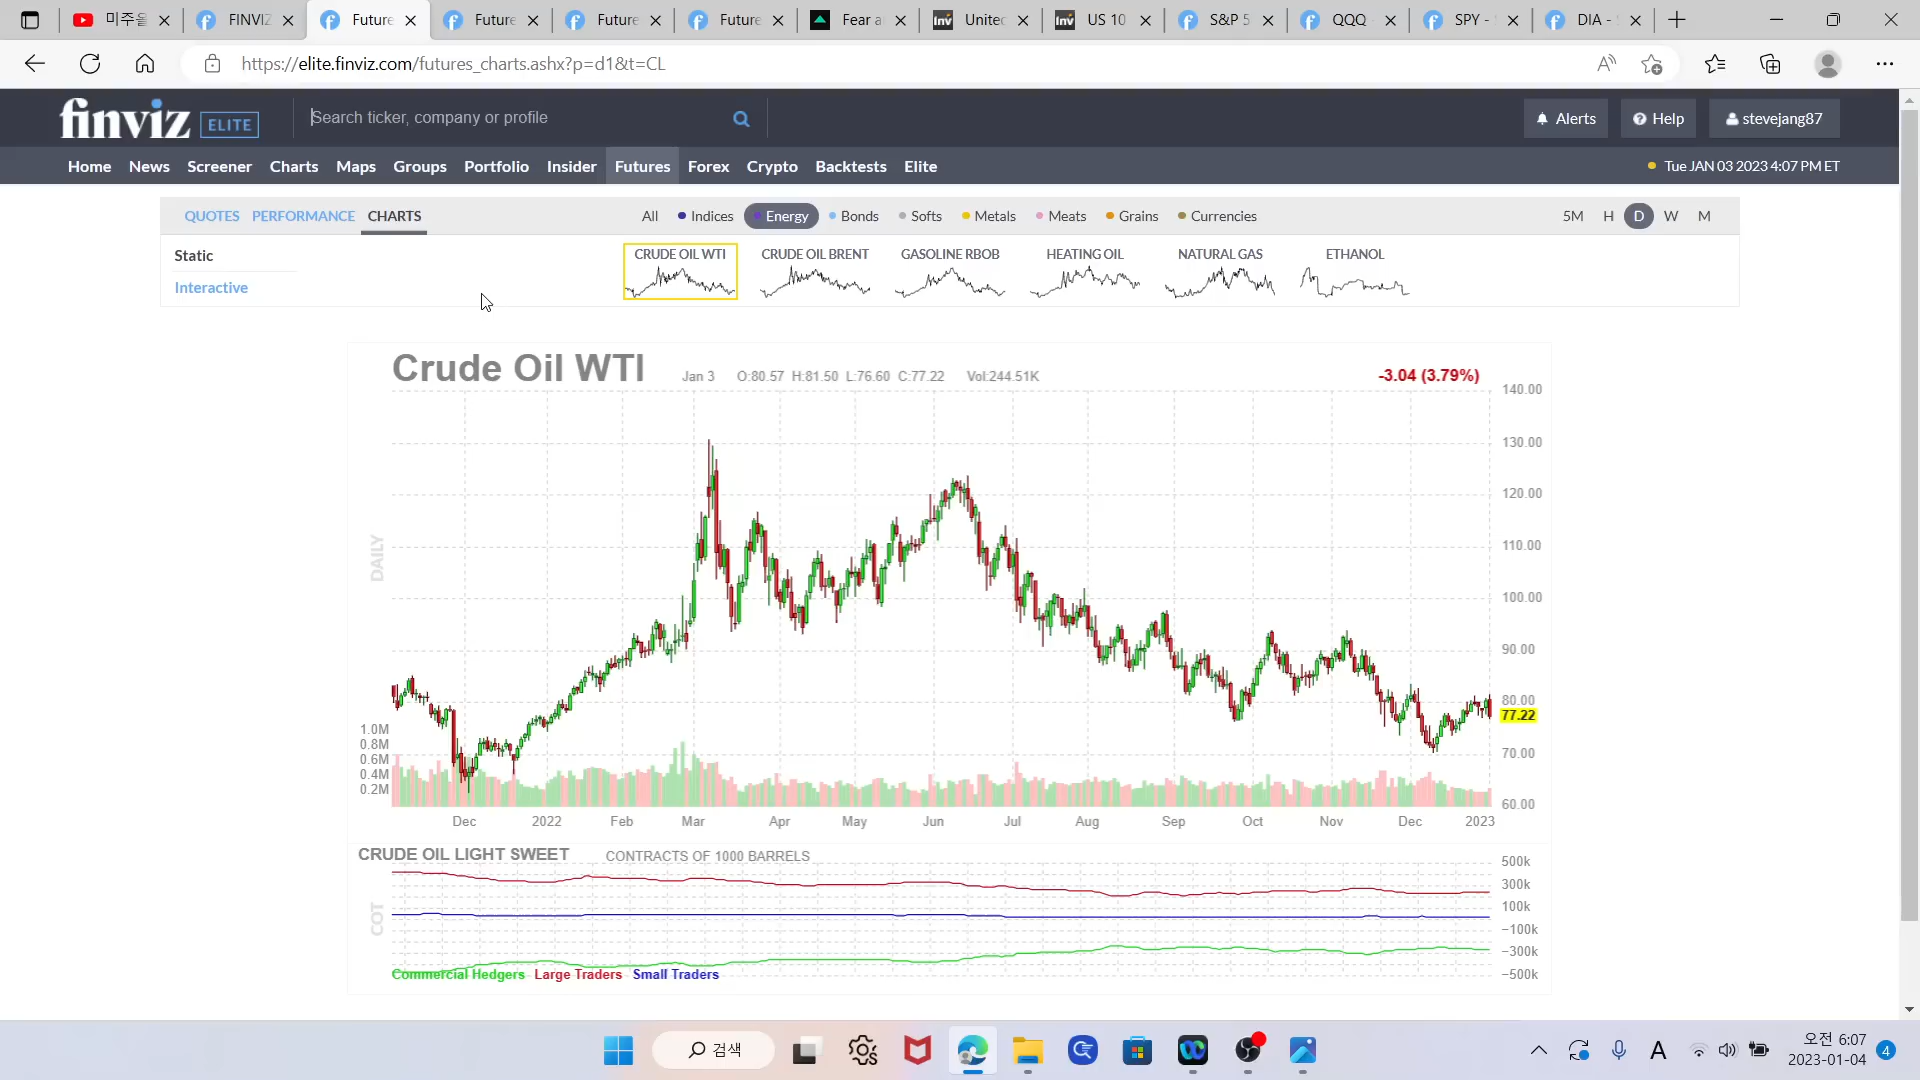 미주을
FINVIZ
Future
Future
Future
Future
Fear a
United
US 10
S&P 5
QQQ
SPY -
DIA -
https://elite.finviz.com/futures_charts.ashx?p=d1&t=CL
finviz ELITE
Search ticker, company or profile
Alerts
Help
stevejang87
Home News Screener Charts Maps Groups Portfolio Insider Futures Forex Crypto Backtests Elite
Tue JAN 03 2023 4:07 PM ET
QUOTES PERFORMANCE CHARTS
All Indices Energy Bonds Softs Metals Meats Grains Currencies
5M H D W M
Static
Interactive
CRUDE OIL WTI
CRUDE OIL BRENT
GASOLINE RBOB
HEATING OIL
NATURAL GAS
ETHANOL
Crude Oil WTI
Jan 3 O:80.57 H:81.50 L:76.60 C:77.22 Vol:244.51K
-3.04 (3.79%)
140.00
130.00
120.00
110.00
100.00
90.00
80.00
77.22
70.00
60.00
DAILY
1.0M
0.8M
0.6M
0.4M
0.2M
Dec 2022 Feb Mar Apr May Jun Jul Aug Sep Oct Nov Dec 2023
CRUDE OIL LIGHT SWEET CONTRACTS OF 1000 BARRELS
500k
300k
100k
-100k
-300k
-500k
COT
Commercial Hedgers Large Traders Small Traders
검색
A
오전 6:07
2023-01-04
4